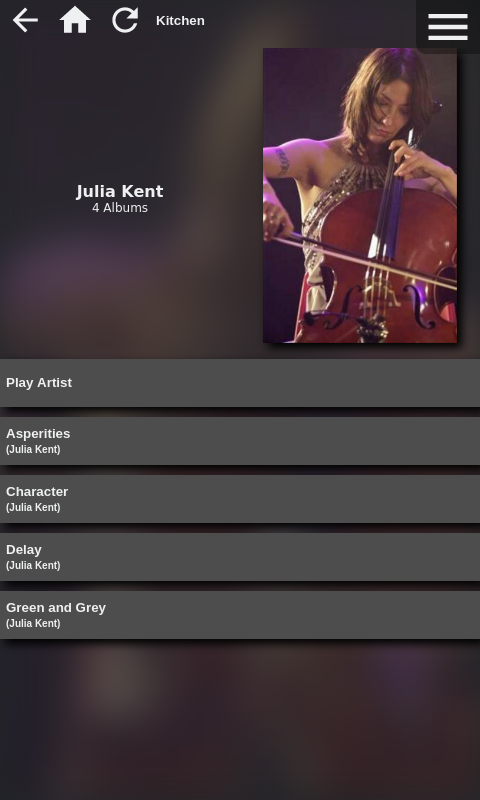 Kitchen
Julia Kent
4 Albums
Play Artist
Asperities
(Julia Kent)
Character
(Julia Kent)
Delay
(Julia Kent)
Green and Grey
(Julia Kent)